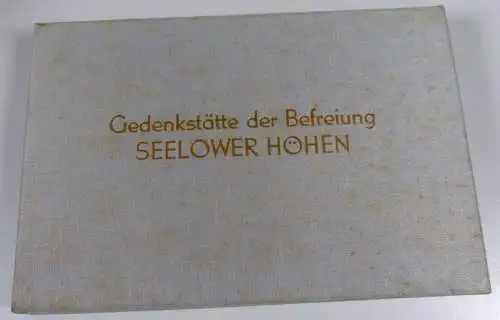 Gedenkstätte der Befreiung
SEELOWER HÖHEN